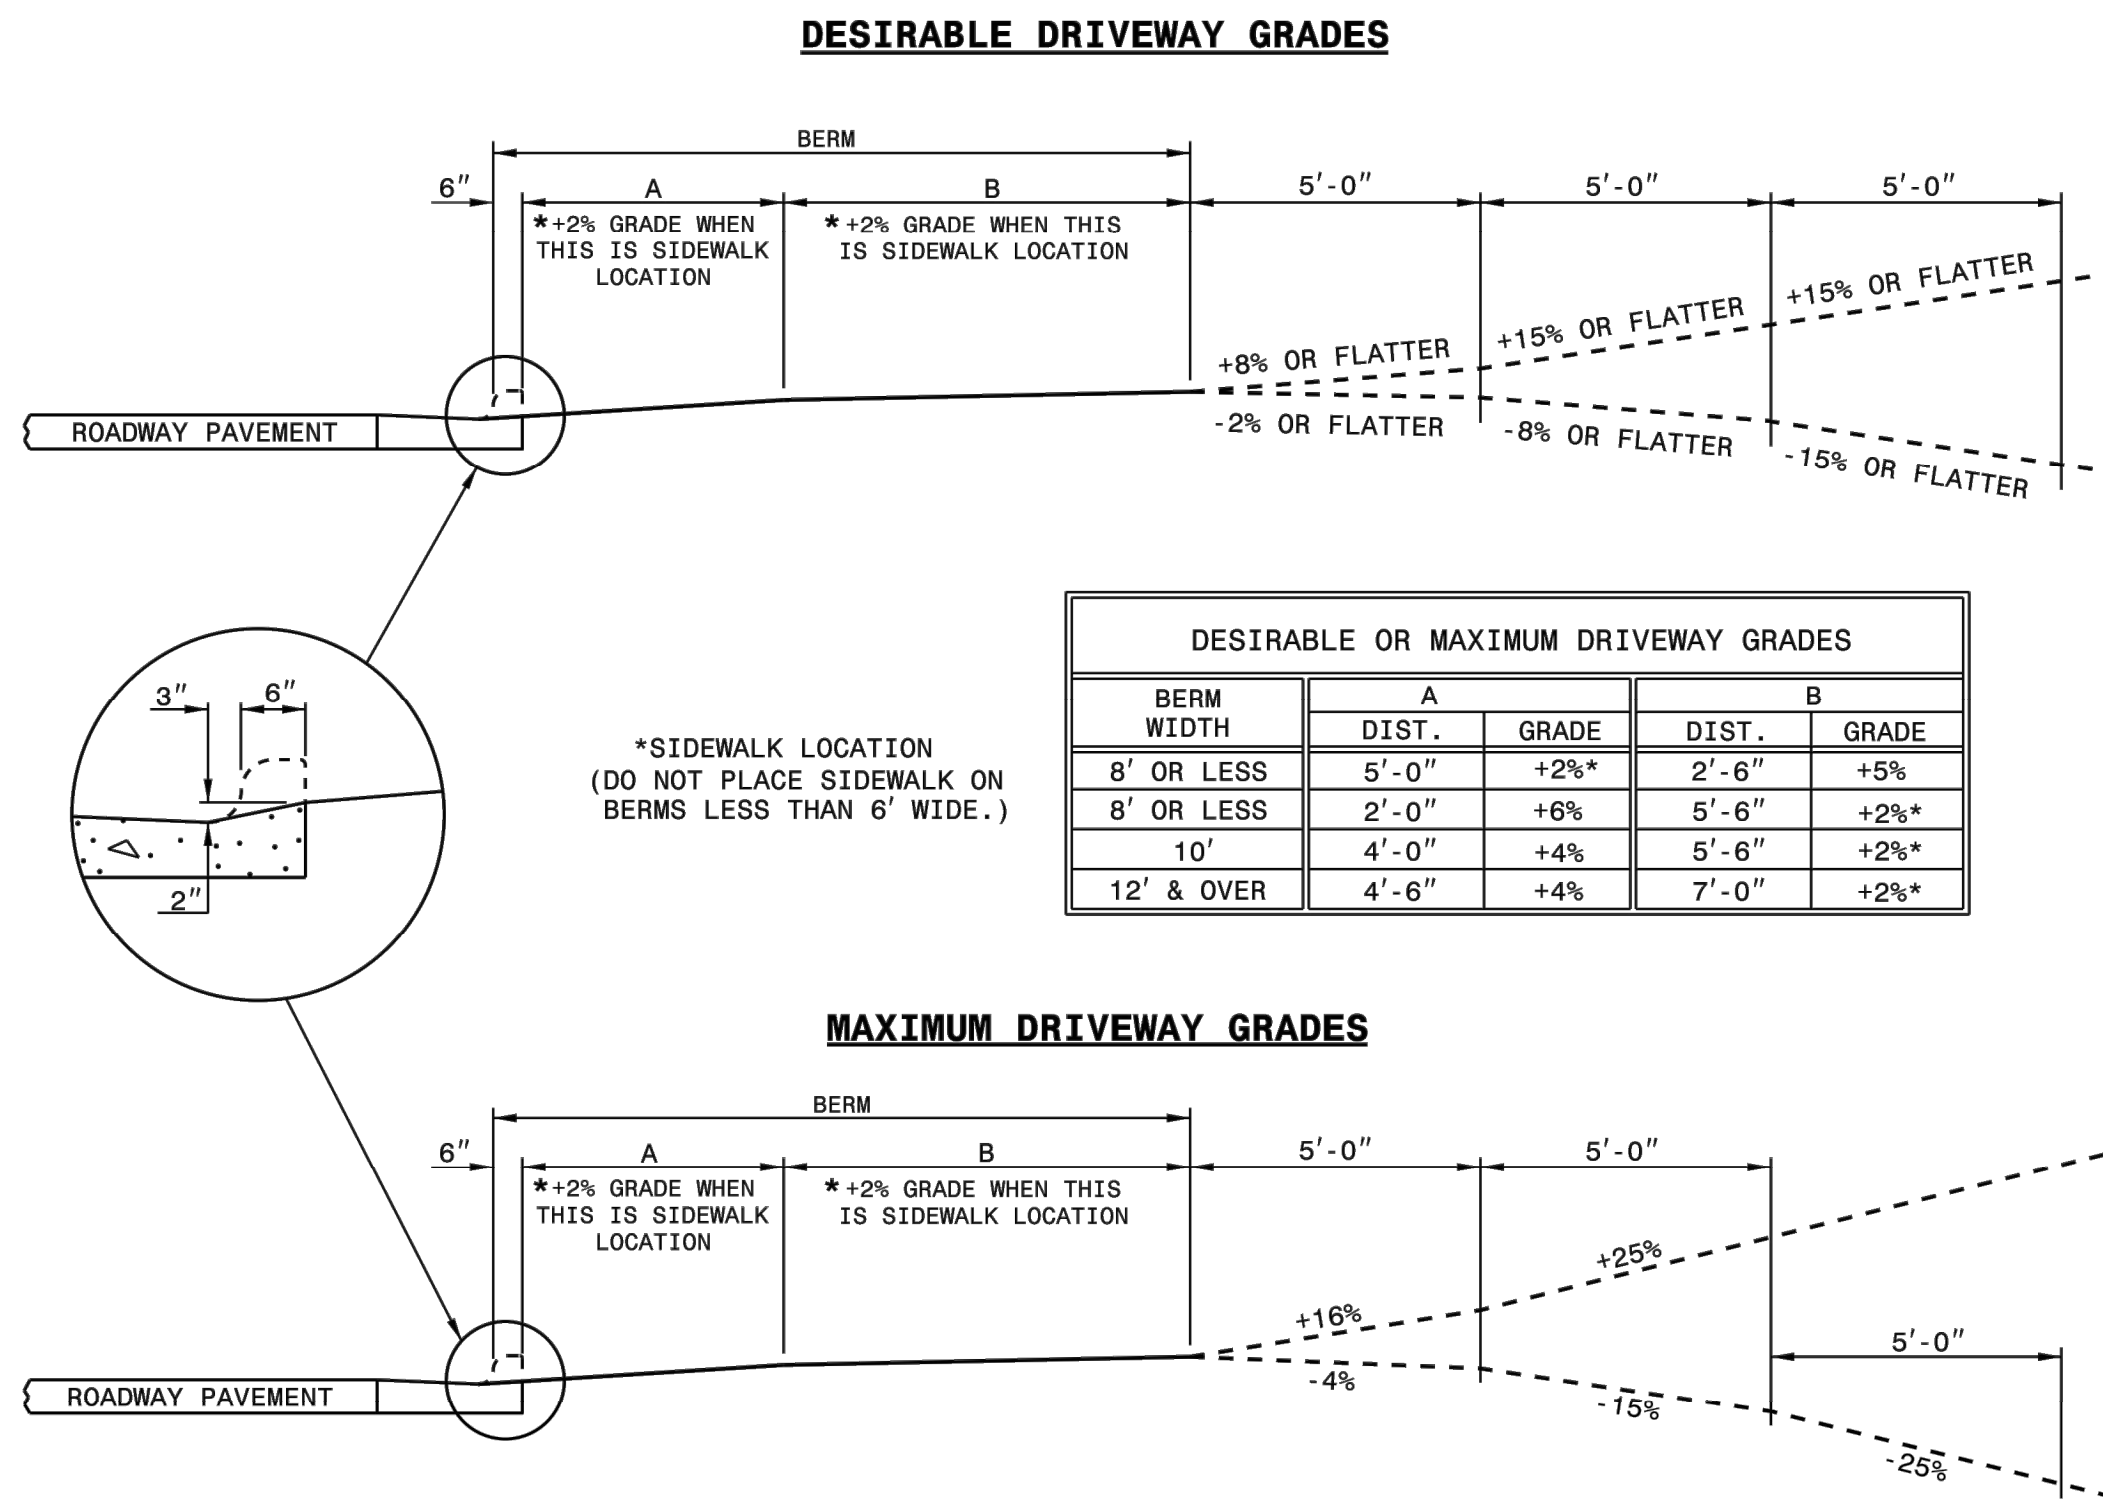 DESIRABLE DRIVEWAY GRADES
BERM
6" A B 5'-0" 5'-0" 5'-0"
*+2% GRADE WHEN
THIS IS SIDEWALK
LOCATION
*+2% GRADE WHEN THIS
IS SIDEWALK LOCATION
+8% OR FLATTER
+15% OR FLATTER
+15% OR FLATTER
-2% OR FLATTER
-8% OR FLATTER
-15% OR FLATTER
ROADWAY PAVEMENT
3" 6"
2"
*SIDEWALK LOCATION
(DO NOT PLACE SIDEWALK ON
BERMS LESS THAN 6' WIDE.)
DESIRABLE OR MAXIMUM DRIVEWAY GRADES
BERM
WIDTH
A B
DIST. GRADE DIST. GRADE
8' OR LESS 5'-0" +2%* 2'-6" +5%
8' OR LESS 2'-0" +6% 5'-6" +2%*
10' 4'-0" +4% 5'-6" +2%*
12' & OVER 4'-6" +4% 7'-0" +2%*
MAXIMUM DRIVEWAY GRADES
BERM
6" A B 5'-0" 5'-0"
*+2% GRADE WHEN
THIS IS SIDEWALK
LOCATION
*+2% GRADE WHEN THIS
IS SIDEWALK LOCATION
+16%
+25%
5'-0"
-4%
-15%
-25%
ROADWAY PAVEMENT